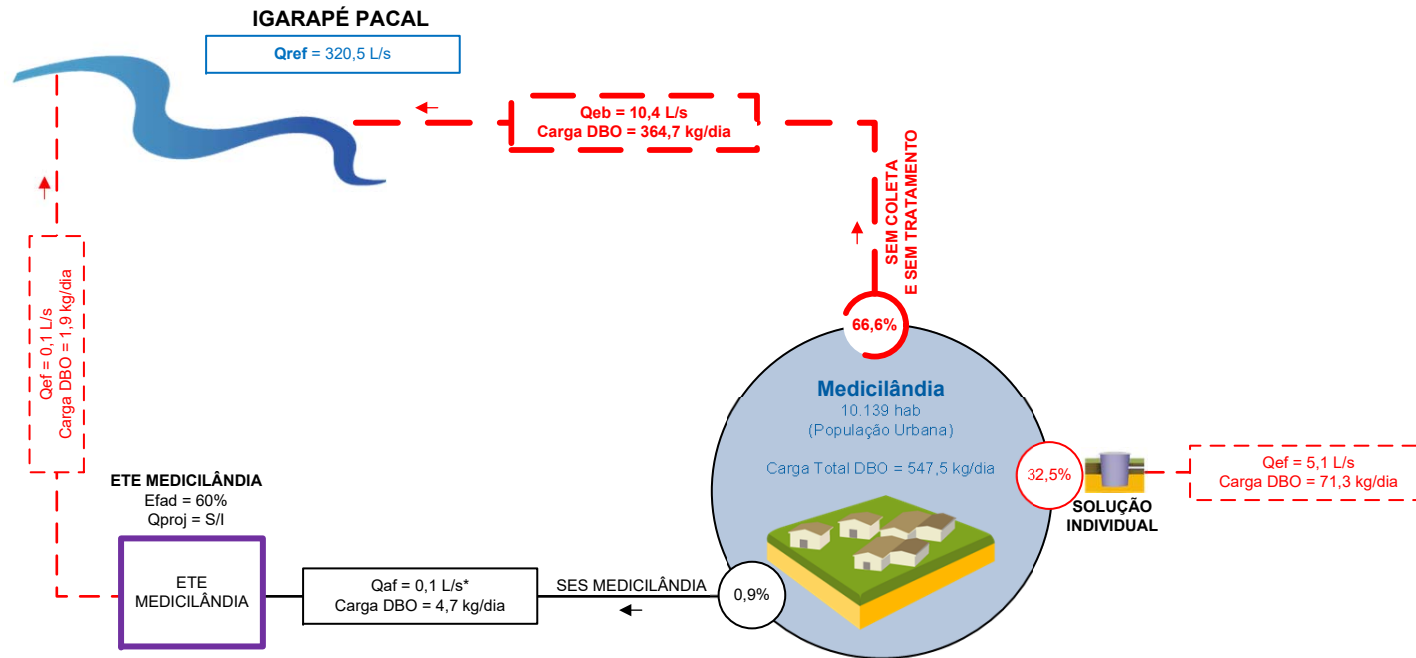 IGARAPÉ PACAL
Qref = 320,5 L/s
Qeb = 10,4 L/s
Carga DBO = 364,7 kg/dia
SEM COLETA
E SEM TRATAMENTO
66,6%
Qef = 0,1 L/s
Carga DBO = 1,9 kg/dia
Medicilândia
10.139 hab
(População Urbana)
Carga Total DBO = 547,5 kg/dia
32,5%
SOLUÇÃO
INDIVIDUAL
Qef = 5,1 L/s
Carga DBO = 71,3 kg/dia
ETE MEDICILÂNDIA
Efad = 60%
Qproj = S/I
ETE
MEDICILÂNDIA
Qaf = 0,1 L/s*
Carga DBO = 4,7 kg/dia
SES MEDICILÂNDIA
0,9%